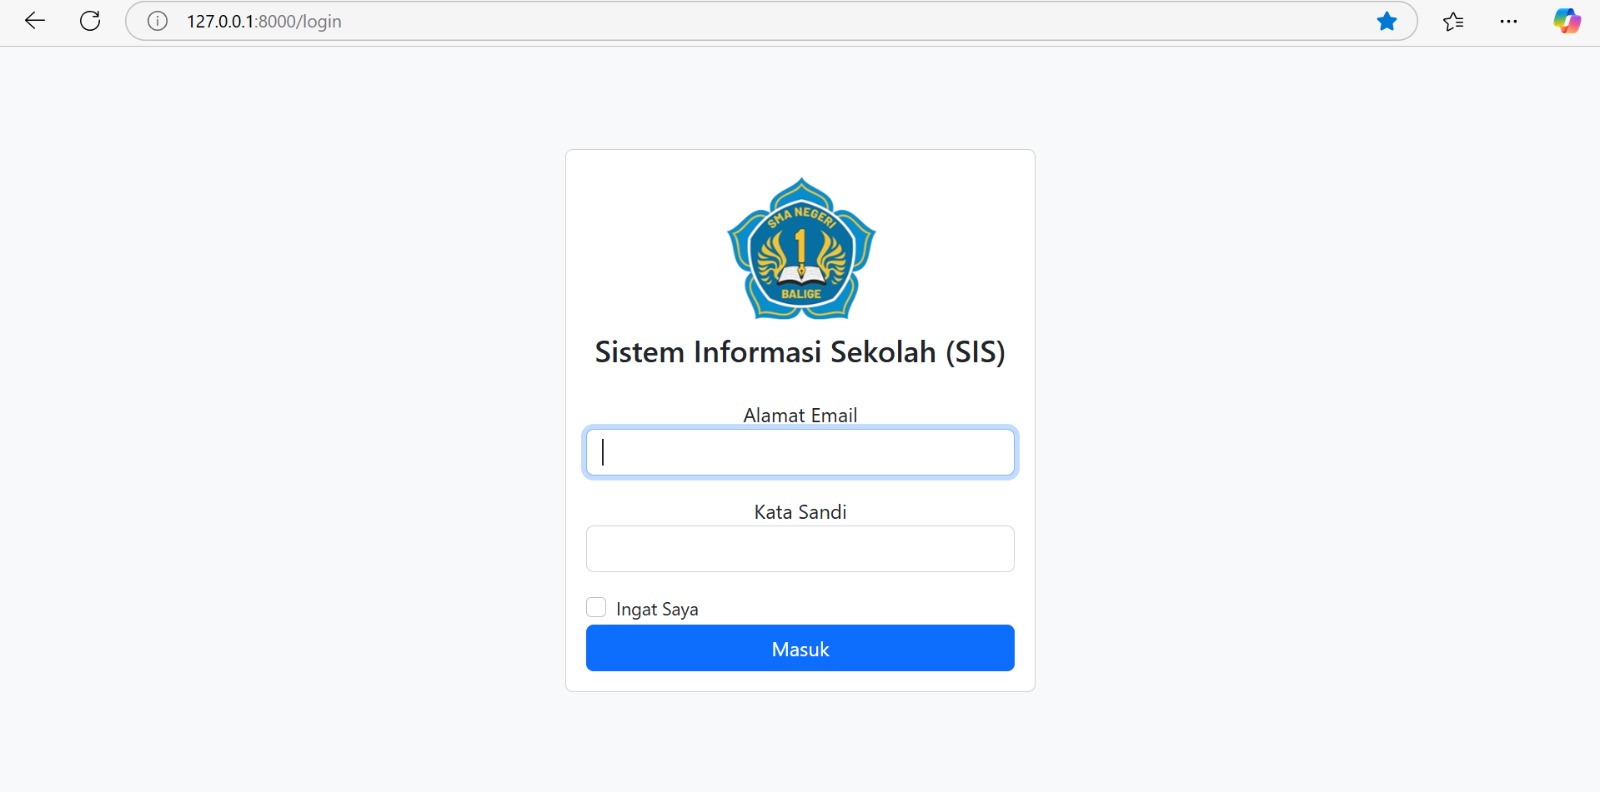 127.0.0.1:8000/login
SMA NEGERI
1
BALIGE
Sistem Informasi Sekolah (SIS)
Alamat Email
Kata Sandi
Ingat Saya
Masuk